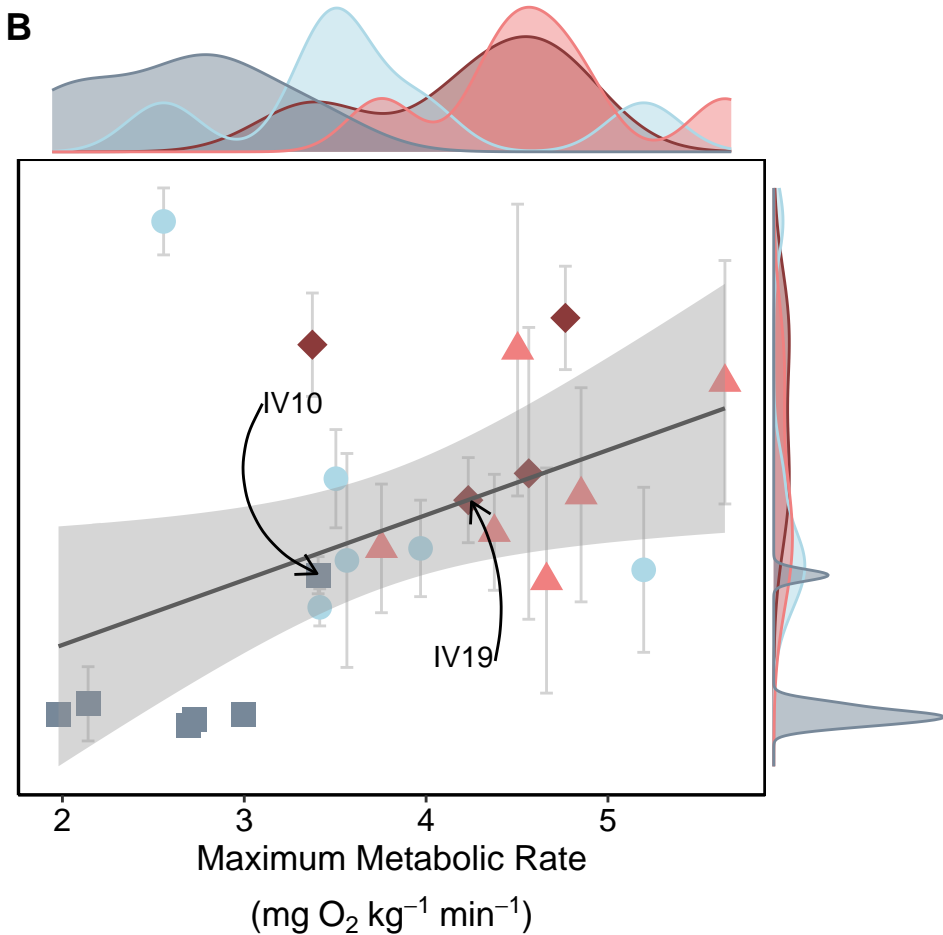 B
IV10
IV19
2 3 4 5
Maximum Metabolic Rate
(mg O₂ kg⁻¹ min⁻¹)